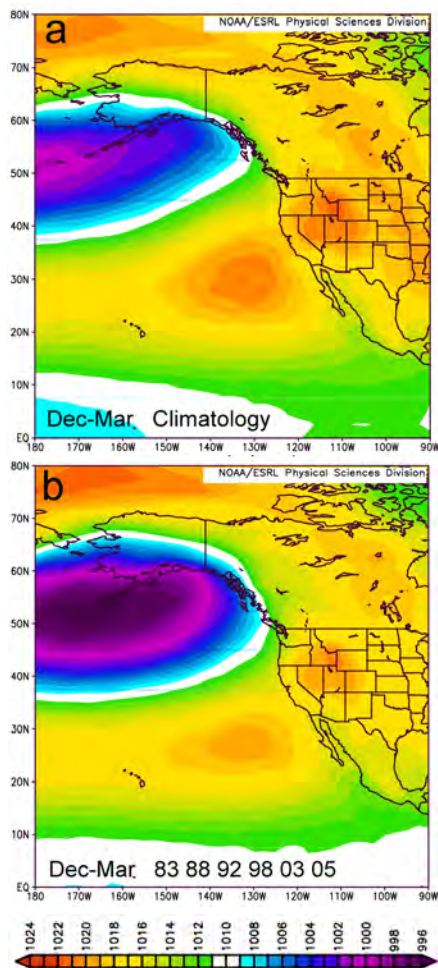 NOAA/ESRL Physical Sciences Division
a
80N
70N
60N
50N
40N
30N
20N
10N
EQ
Dec-Mar Climatology
180 170W 160W 150W 140W 130W 120W 110W 100W 90W
NOAA/ESRL Physical Sciences Division
b
80N
70N
60N
50N
40N
30N
20N
10N
EQ
Dec-Mar 83 88 92 98 03 05
180 170W 160W 150W 140W 130W 120W 110W 100W 90W
1024 1022 1020 1018 1016 1014 1012 1010 1008 1006 1004 1002 1000 998 996